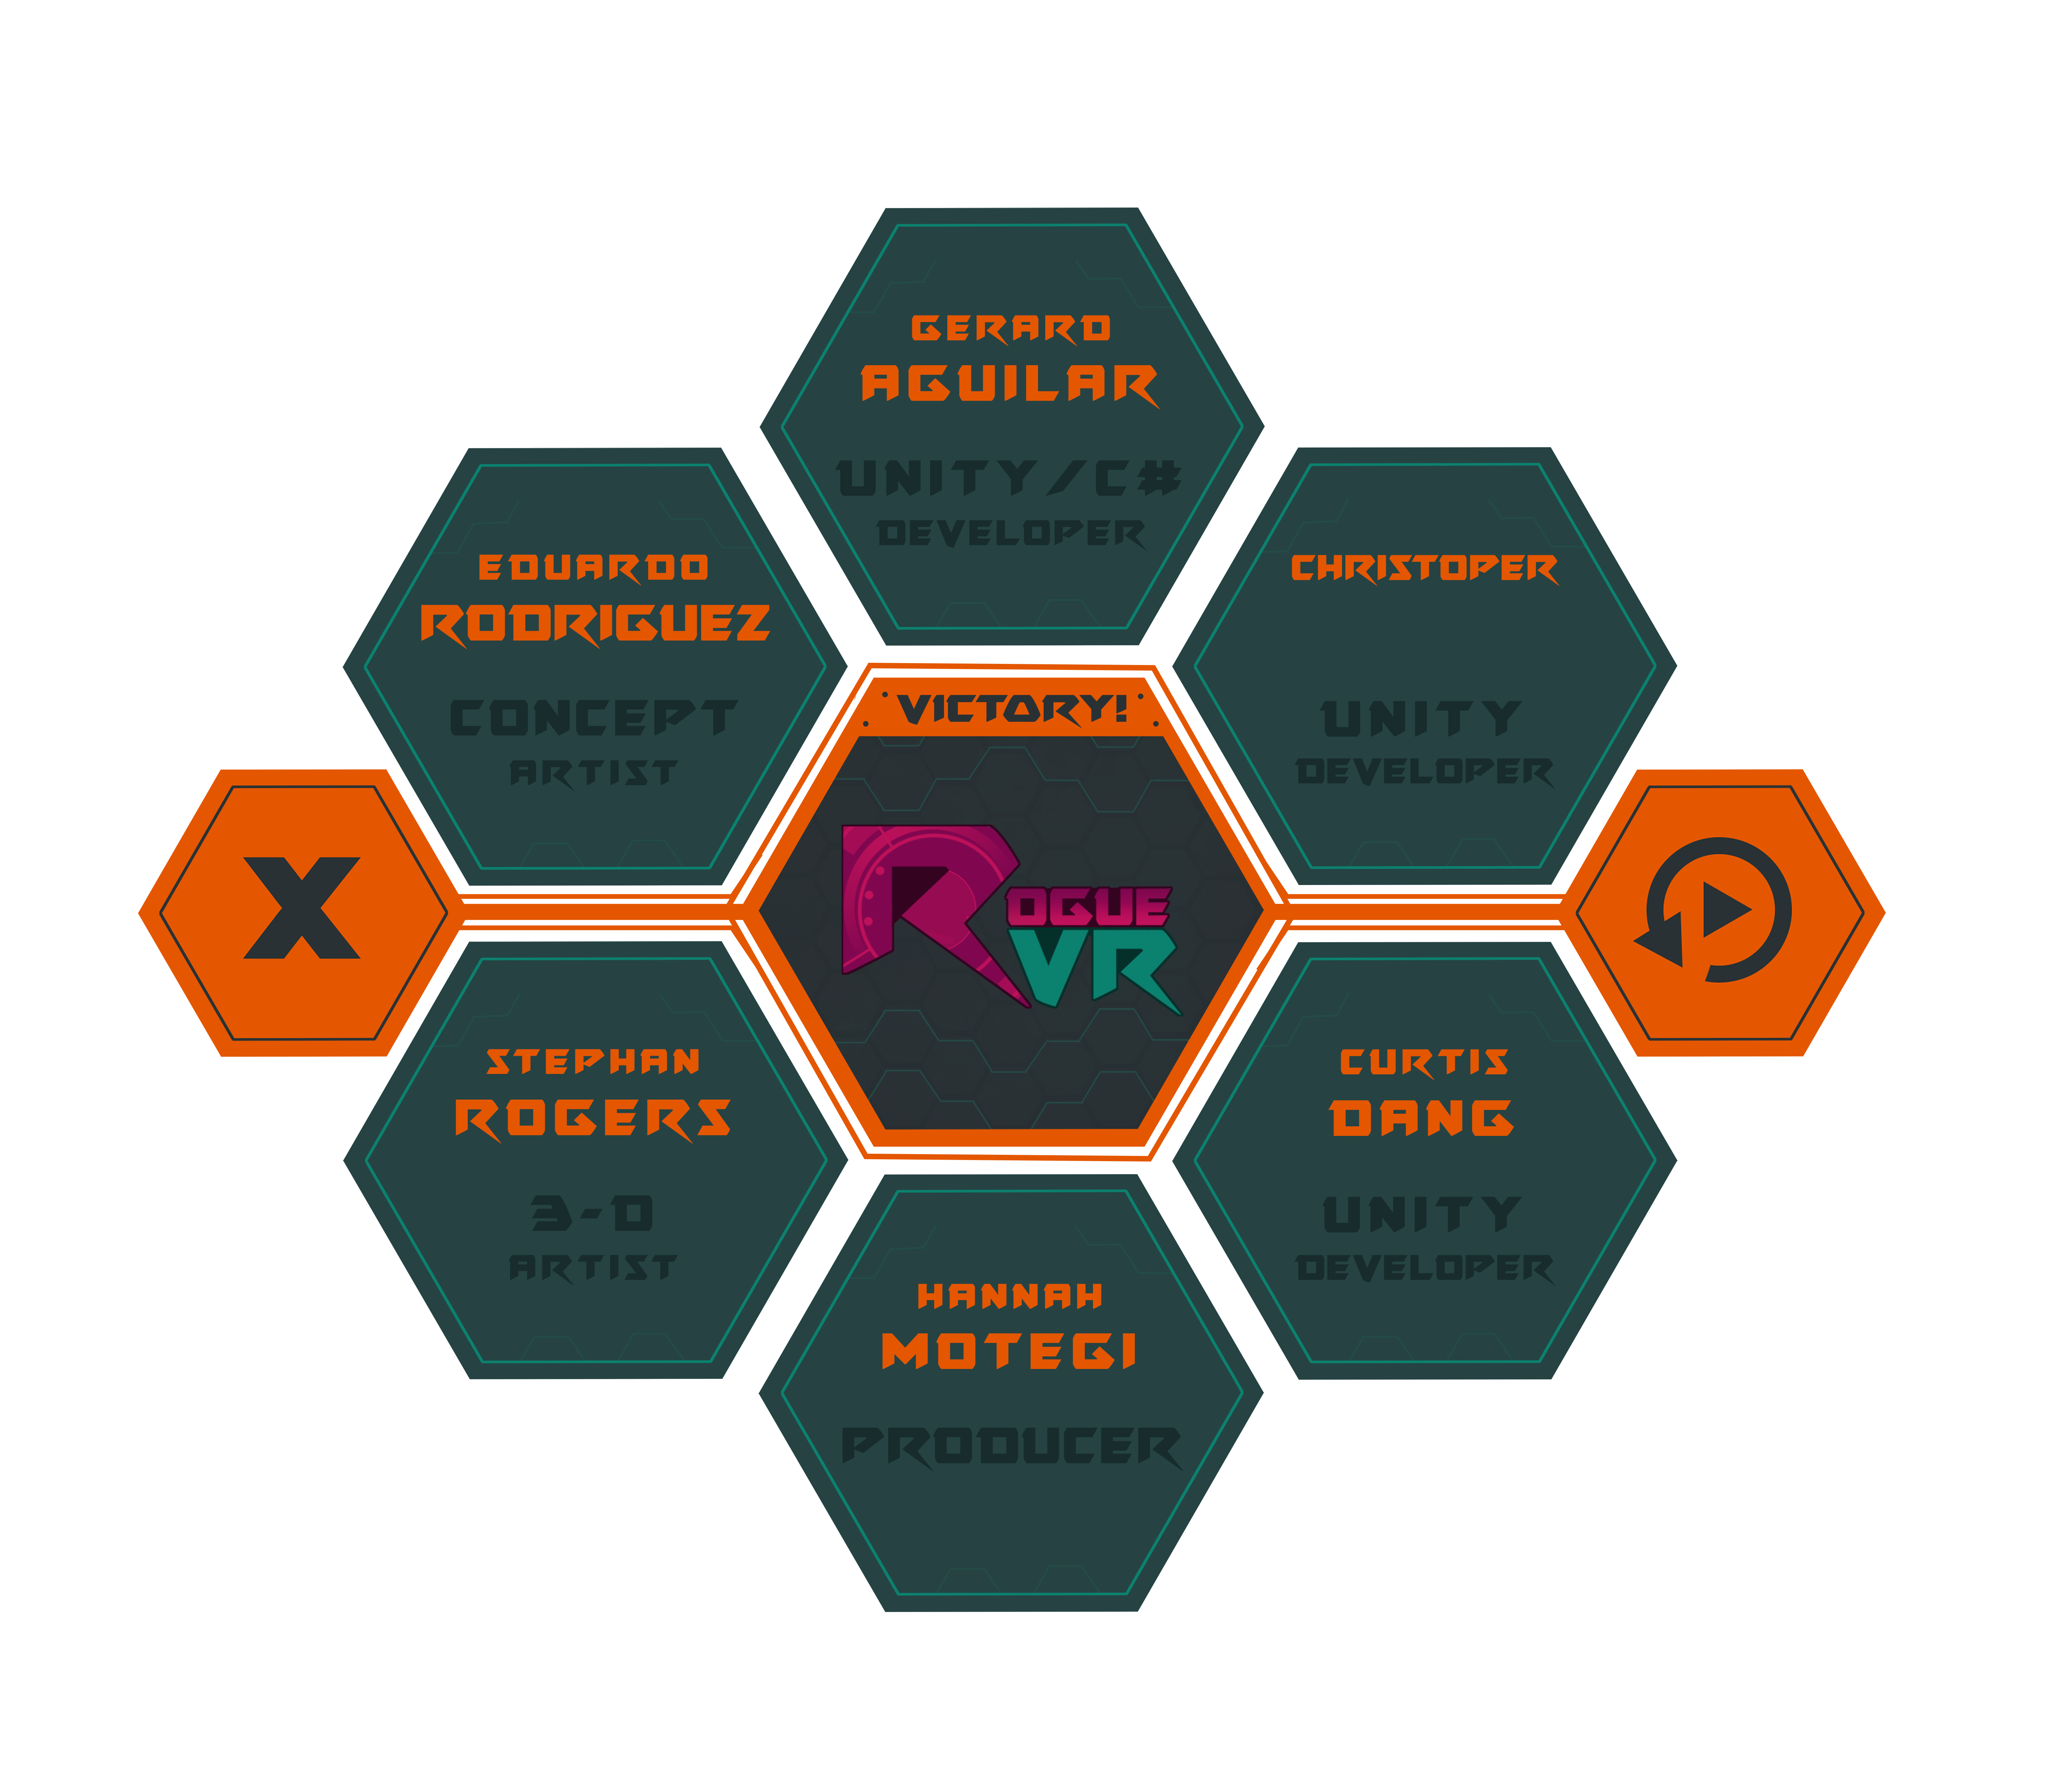 GERARD
AGUILAR
UNITY/C#
DEVELOPER
EDUARDO
RODRIGUEZ
CONCEPT
ARTIST
CHRISTOPER
UNITY
DEVELOPER
VICTORY!
X
ROGUE
VR
STEPHAN
ROGERS
3-D
ARTIST
CURTIS
DANG
UNITY
DEVELOPER
HANNAH
MOTEGI
PRODUCER